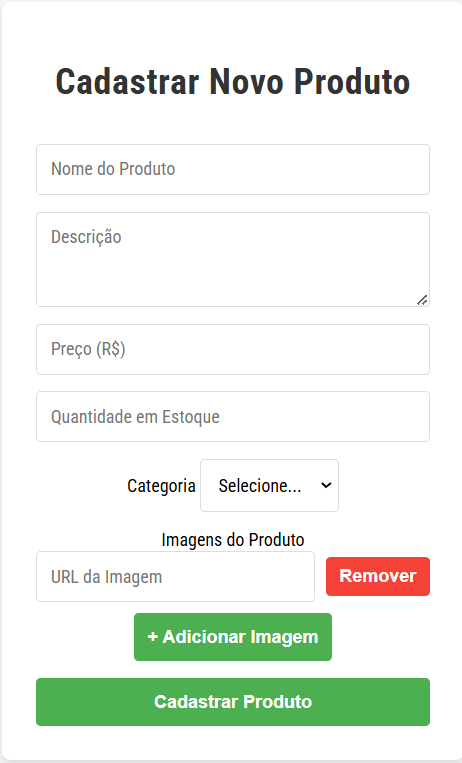 Cadastrar Novo Produto
Nome do Produto
Descrição
Preço (R$)
Quantidade em Estoque
Categoria Selecione...
Imagens do Produto
URL da Imagem Remover
+ Adicionar Imagem
Cadastrar Produto